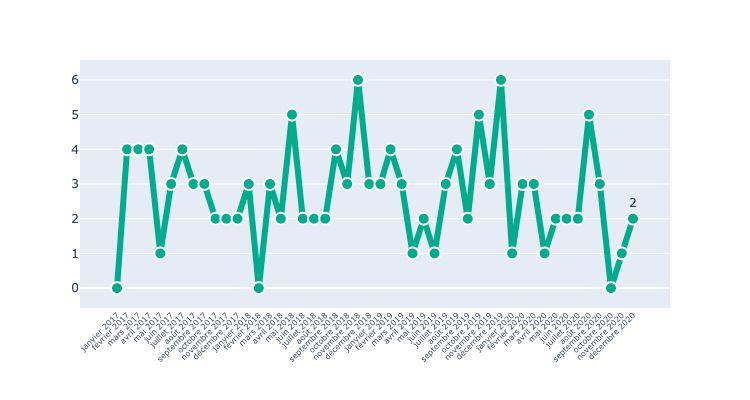 6
5
4
3
2
1
0
2
janvier 2017
février 2017
mars 2017
avril 2017
mai 2017
juin 2017
juillet 2017
août 2017
septembre 2017
octobre 2017
novembre 2017
décembre 2017
janvier 2018
février 2018
mars 2018
avril 2018
mai 2018
juin 2018
juillet 2018
août 2018
septembre 2018
octobre 2018
novembre 2018
décembre 2018
janvier 2019
février 2019
mars 2019
avril 2019
mai 2019
juin 2019
juillet 2019
août 2019
septembre 2019
octobre 2019
novembre 2019
décembre 2019
janvier 2020
février 2020
mars 2020
avril 2020
mai 2020
juin 2020
juillet 2020
août 2020
septembre 2020
octobre 2020
novembre 2020
décembre 2020